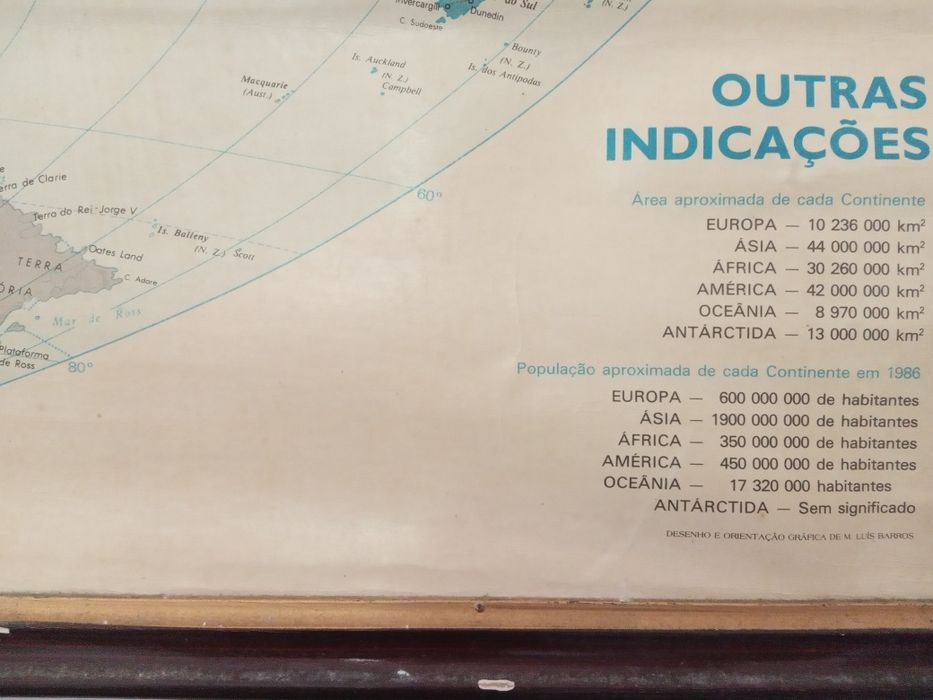 Invercargill
do Sul
Dunedin
(N. Z.)
C. Sudoeste
Bounty
(N. Z.)
Is. dos Antípodas
Is. Auckland
(N. Z.)
Campbell
Macquarie
(Aust.)
60°
Terra do Rei Jorge V
Is. Balleny
(N. Z.) Scott
Oates Land
TERRA
C. Adare
Mar de Ross
Plataforma
de Ross
80°
OUTRAS
INDICAÇÕES
Área aproximada de cada Continente
EUROPA — 10 236 000 km²
ÁSIA — 44 000 000 km²
ÁFRICA — 30 260 000 km²
AMÉRICA — 42 000 000 km²
OCEÂNIA — 8 970 000 km²
ANTÁRCTIDA — 13 000 000 km²
População aproximada de cada Continente em 1986
EUROPA — 600 000 000 de habitantes
ÁSIA — 1900 000 000 de habitantes
ÁFRICA — 350 000 000 de habitantes
AMÉRICA — 450 000 000 de habitantes
OCEÂNIA — 17 320 000 habitantes
ANTÁRCTIDA — Sem significado
DESENHO E ORIENTAÇÃO GRÁFICA DE M. LUÍS BARROS